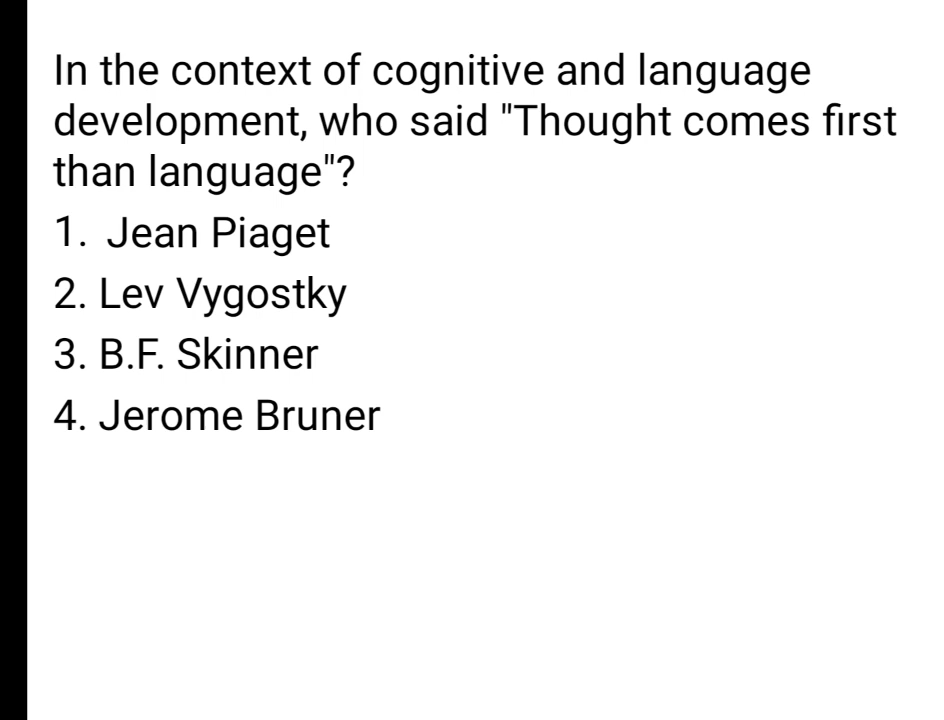 In the context of cognitive and language
development, who said "Thought comes first
than language"?
1. Jean Piaget
2. Lev Vygostky
3. B.F. Skinner
4. Jerome Bruner